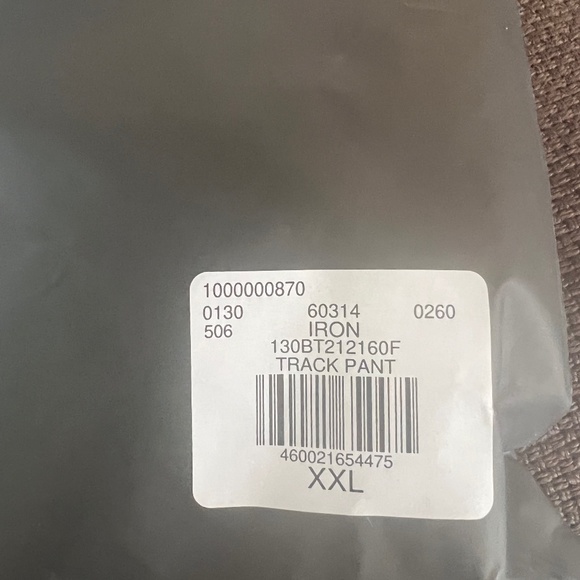 1000000870
0130 60314 0260
506 IRON
130BT212160F
TRACK PANT
460021654475
XXL